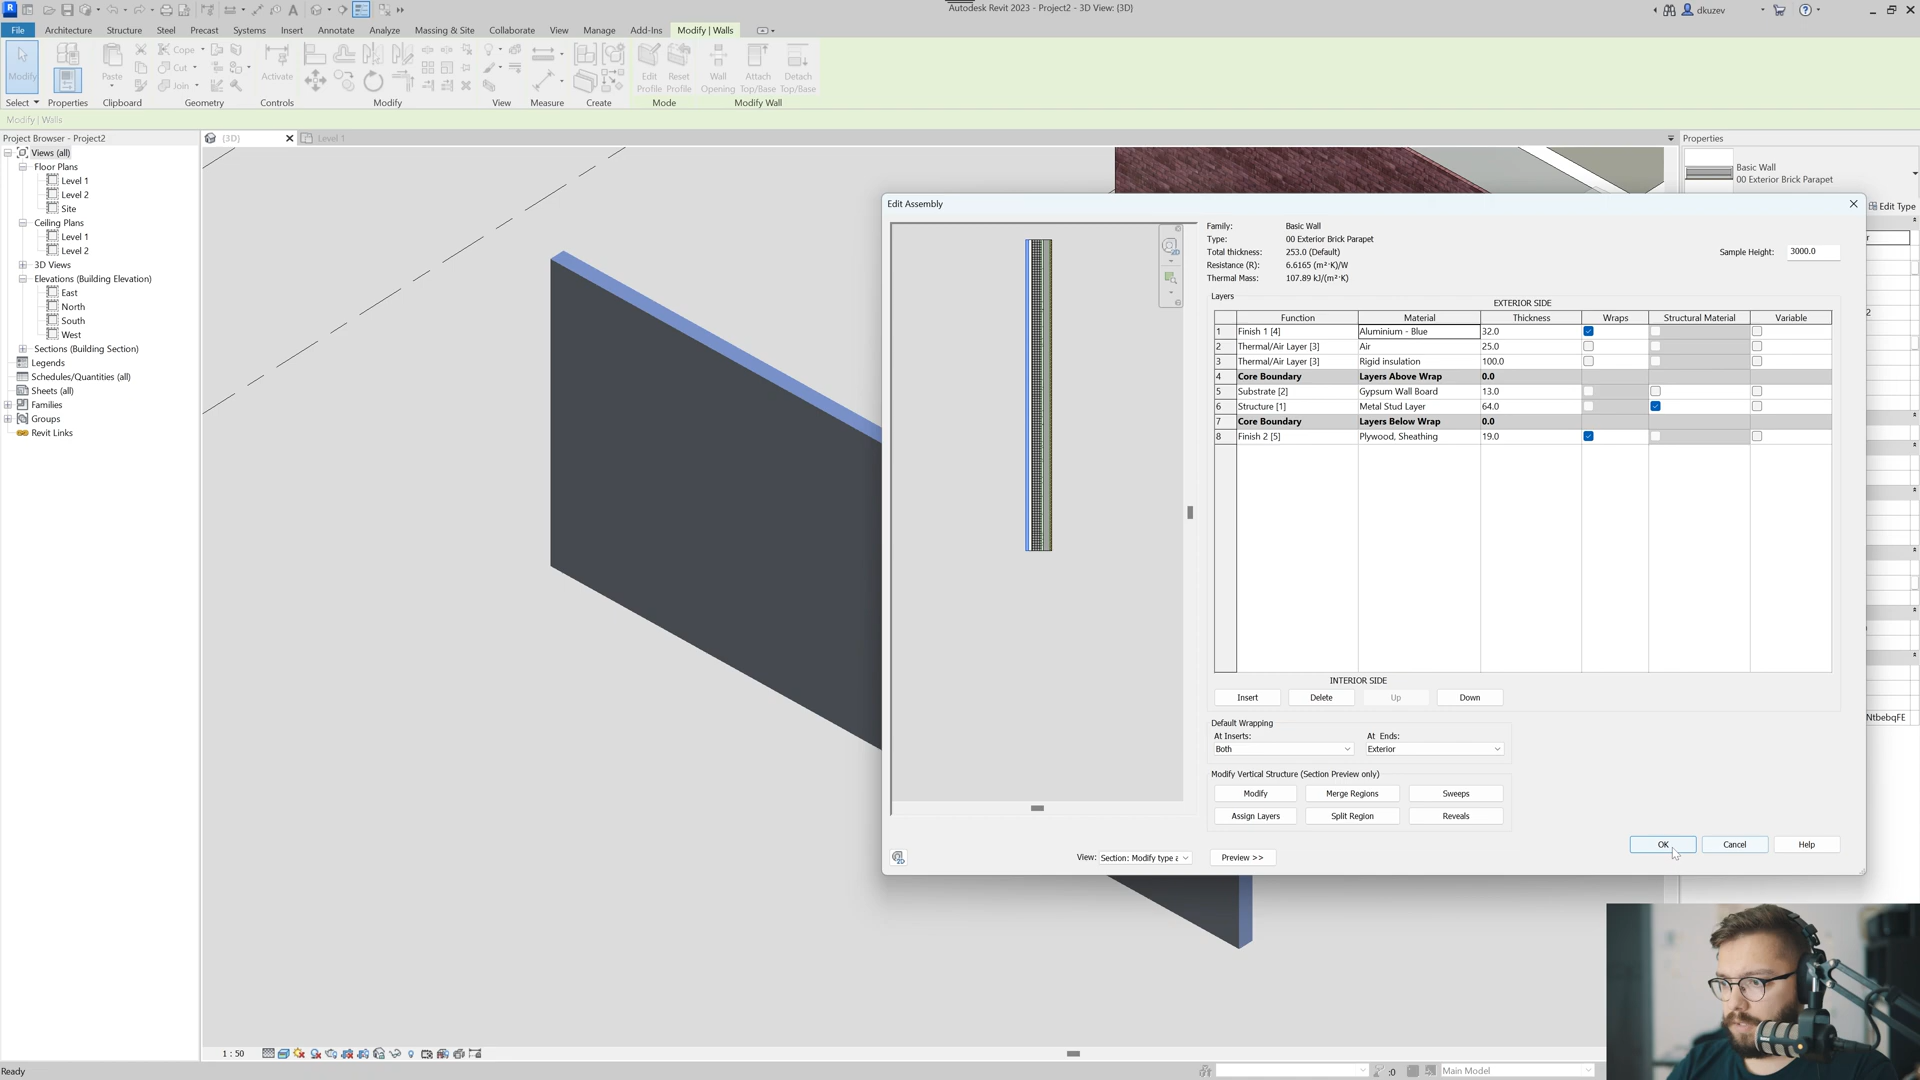 Autodesk Revit 2023 - Project2 - 3D View: {3D}
dkuzev
File Architecture Structure Steel Precast Systems Insert Annotate Analyze Massing & Site Collaborate View Manage Add-Ins Modify | Walls
Modify
Paste
Cope
Cut
Join
Activate
Edit Profile
Reset Profile
Wall Opening
Attach Top/Base
Detach Top/Base
Select Properties Clipboard Geometry Controls Modify View Measure Create Mode Modify Wall
Modify | Walls
Project Browser - Project2
{3D}
Level 1
Properties
Views (all)
Floor Plans
Level 1
Level 2
Site
Ceiling Plans
Level 1
Level 2
3D Views
Elevations (Building Elevation)
East
North
South
West
Sections (Building Section)
Legends
Schedules/Quantities (all)
Sheets (all)
Families
Groups
Revit Links
Basic Wall
00 Exterior Brick Parapet
Edit Type
NtbebqFE
Edit Assembly
Family: Basic Wall
Type: 00 Exterior Brick Parapet
Total thickness: 253.0 (Default)
Resistance (R): 6.6165 (m²·K)/W
Thermal Mass: 107.89 kJ/(m²·K)
Sample Height: 3000.0
Layers
EXTERIOR SIDE
Function Material Thickness Wraps Structural Material Variable
1 Finish 1 [4] Aluminium - Blue 32.0
2 Thermal/Air Layer [3] Air 25.0
3 Thermal/Air Layer [3] Rigid insulation 100.0
4 Core Boundary Layers Above Wrap 0.0
5 Substrate [2] Gypsum Wall Board 13.0
6 Structure [1] Metal Stud Layer 64.0
7 Core Boundary Layers Below Wrap 0.0
8 Finish 2 [5] Plywood, Sheathing 19.0
INTERIOR SIDE
Insert Delete Up Down
Default Wrapping
At Inserts: At Ends:
Both Exterior
Modify Vertical Structure (Section Preview only)
Modify Merge Regions Sweeps
Assign Layers Split Region Reveals
OK Cancel Help
View: Section: Modify type a Preview >>
1 : 50
Ready
:0
Main Model